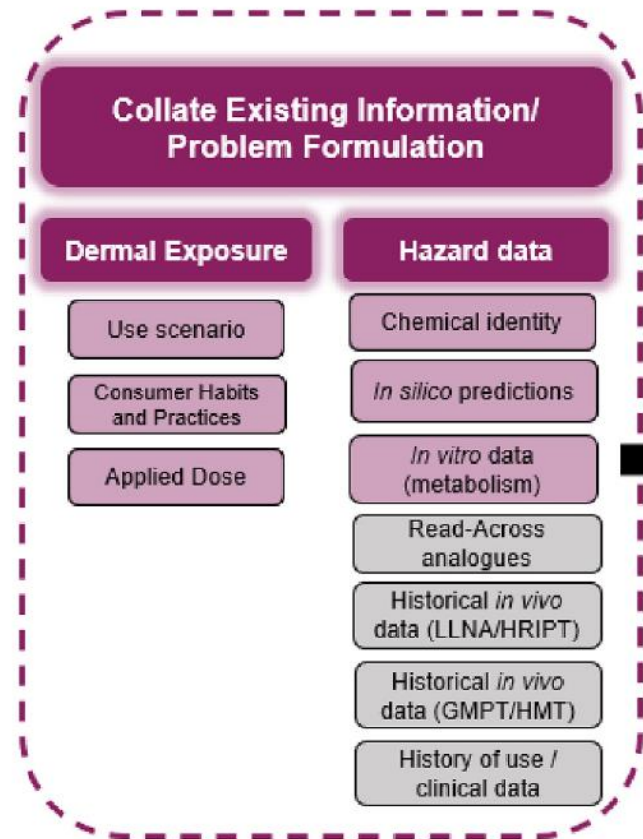 Collate Existing Information/
Problem Formulation
Dermal Exposure
Use scenario
Consumer Habits
and Practices
Applied Dose
Hazard data
Chemical identity
In silico predictions
In vitro data
(metabolism)
Read-Across
analogues
Historical in vivo
data (LLNA/HRIPT)
Historical in vivo
data (GMPT/HMT)
History of use /
clinical data